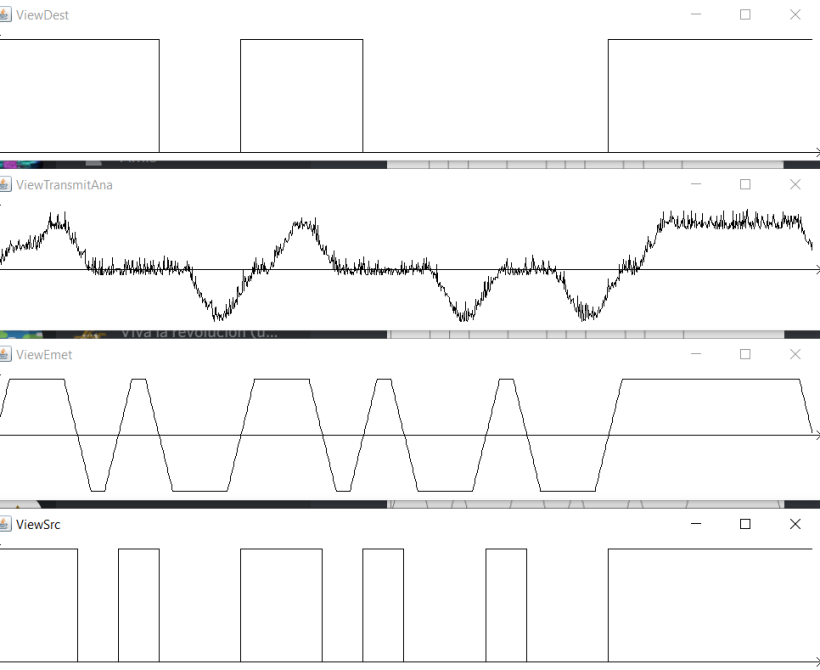 ViewDest
ViewTransmitAna
Viva la revolución (u...
ViewEmet
ViewSrc